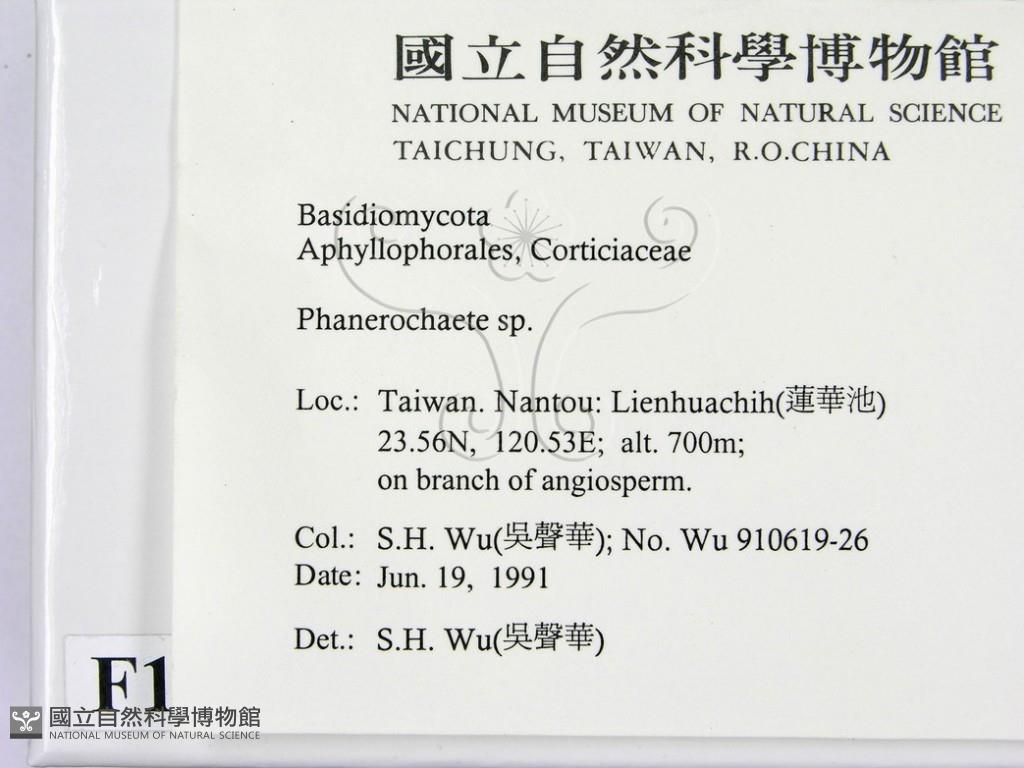 國立自然科學博物館
NATIONAL MUSEUM OF NATURAL SCIENCE
TAICHUNG, TAIWAN, R.O.CHINA
Basidiomycota
Aphyllophorales, Corticiaceae
Phanerochaete sp.
Loc.: Taiwan. Nantou: Lienhuachih(蓮華池)
23.56N, 120.53E; alt. 700m;
on branch of angiosperm.
Col.: S.H. Wu(吳聲華); No. Wu 910619-26
Date: Jun. 19, 1991
Det.: S.H. Wu(吳聲華)
F1
國立自然科學博物館
NATIONAL MUSEUM OF NATURAL SCIENCE